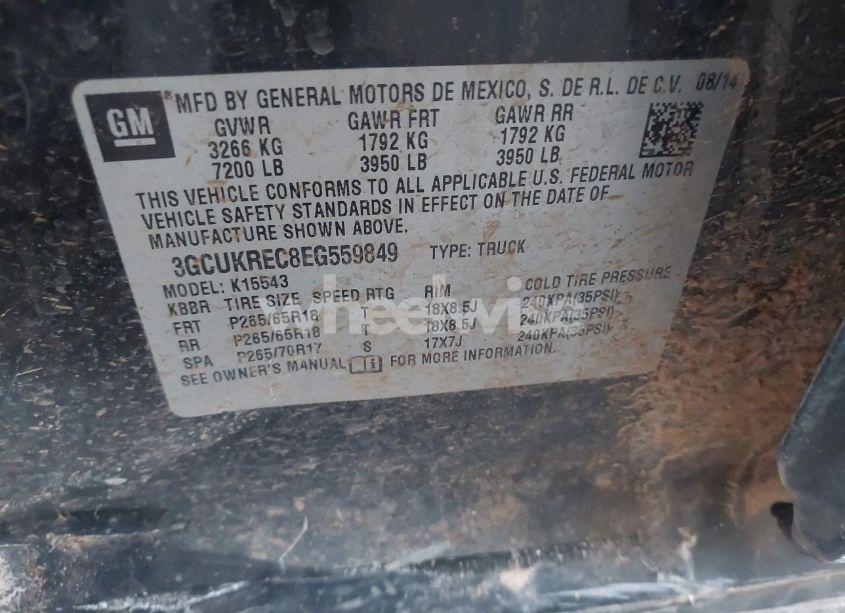 GM
MFD BY GENERAL MOTORS DE MEXICO, S. DE R.L. DE C.V. 08/14
GVWR GAWR FRT GAWR RR
3266 KG 1792 KG 1792 KG
7200 LB 3950 LB 3950 LB
THIS VEHICLE CONFORMS TO ALL APPLICABLE U.S. FEDERAL MOTOR
VEHICLE SAFETY STANDARDS IN EFFECT ON THE DATE OF
MANUFACTURE SHOWN ABOVE.
3GCUKREC8EG559849 TYPE: TRUCK
MODEL: K15543
KBBR TIRE SIZE SPEED RTG RIM COLD TIRE PRESSURE
FRT P265/65R18 T 18X8.5J 240KPA(35PSI)
RR P265/65R18 T 18X8.5J 240KPA(35PSI)
SPA P265/70R17 S 17X7J 240KPA(35PSI)
SEE OWNER'S MANUAL FOR MORE INFORMATION.